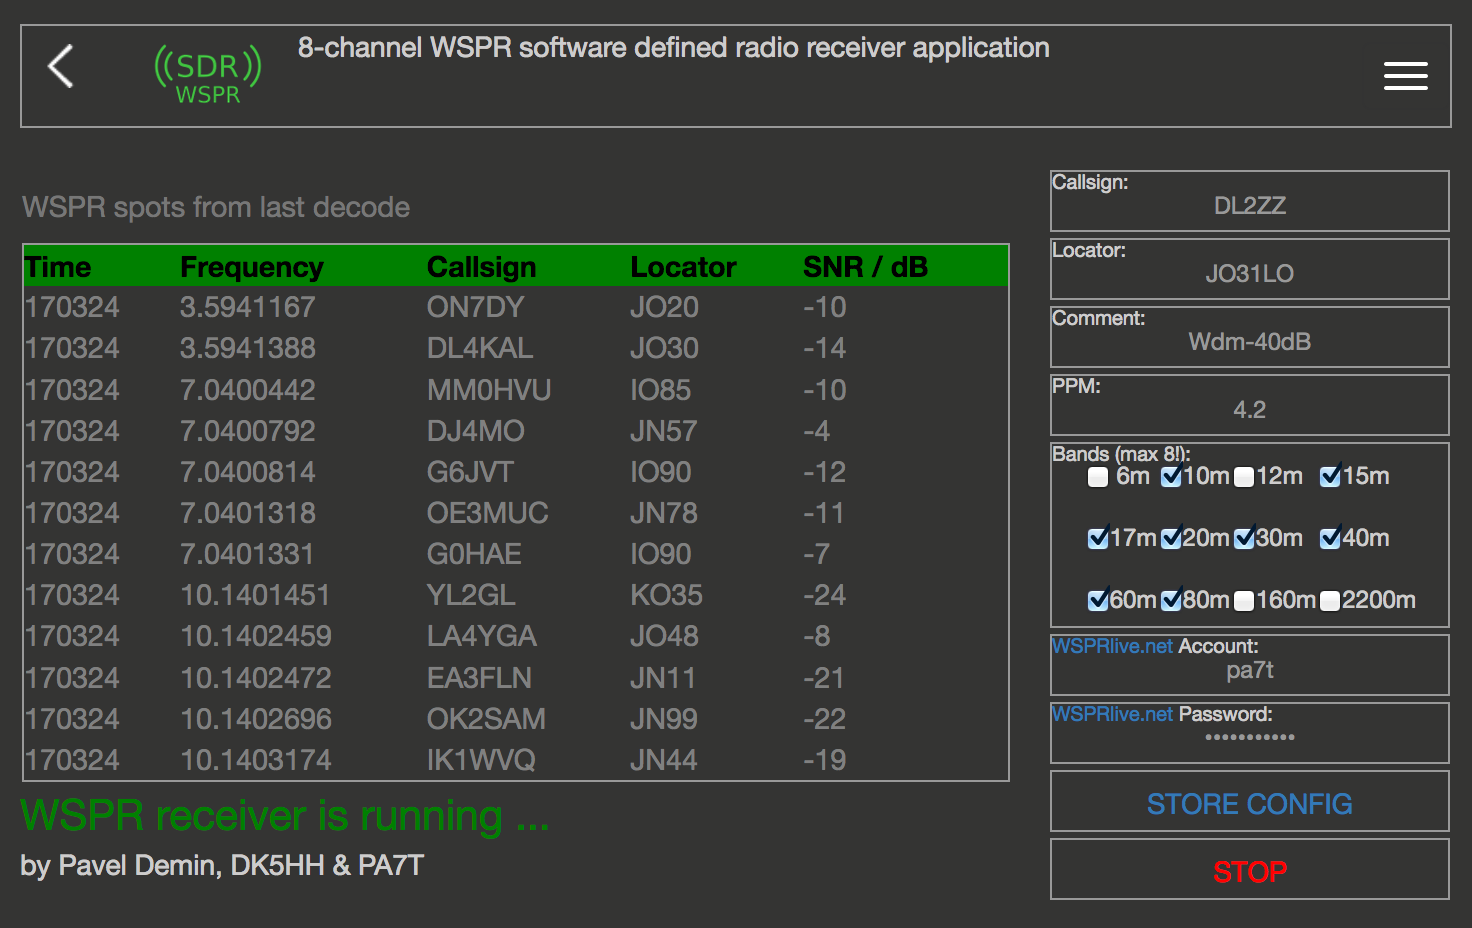 8-channel WSPR software defined radio receiver application
((SDR))
WSPR
WSPR spots from last decode
Time Frequency Callsign Locator SNR / dB
170324 3.5941167 ON7DY JO20 -10
170324 3.5941388 DL4KAL JO30 -14
170324 7.0400442 MM0HVU IO85 -10
170324 7.0400792 DJ4MO JN57 -4
170324 7.0400814 G6JVT IO90 -12
170324 7.0401318 OE3MUC JN78 -11
170324 7.0401331 G0HAE IO90 -7
170324 10.1401451 YL2GL KO35 -24
170324 10.1402459 LA4YGA JO48 -8
170324 10.1402472 EA3FLN JN11 -21
170324 10.1402696 OK2SAM JN99 -22
170324 10.1403174 IK1WVQ JN44 -19
WSPR receiver is running ...
by Pavel Demin, DK5HH & PA7T
Callsign:
DL2ZZ
Locator:
JO31LO
Comment:
Wdm-40dB
PPM:
4.2
Bands (max 8!):
6m 10m 12m 15m
17m 20m 30m 40m
60m 80m 160m 2200m
WSPRlive.net Account:
pa7t
WSPRlive.net Password:
•••••••••••
STORE CONFIG
STOP